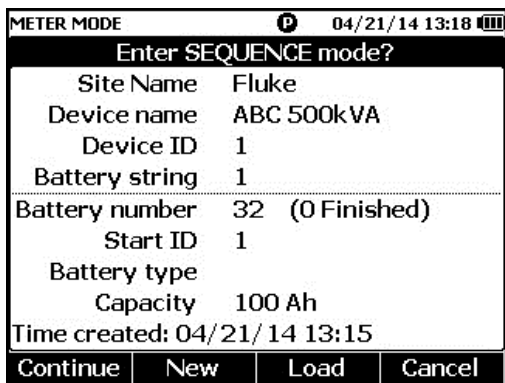 METER MODE P 04/21/14 13:18
Enter SEQUENCE mode?
Site Name Fluke
Device name ABC 500kVA
Device ID 1
Battery string 1
Battery number 32 (0 Finished)
Start ID 1
Battery type
Capacity 100 Ah
Time created: 04/21/14 13:15
Continue New Load Cancel